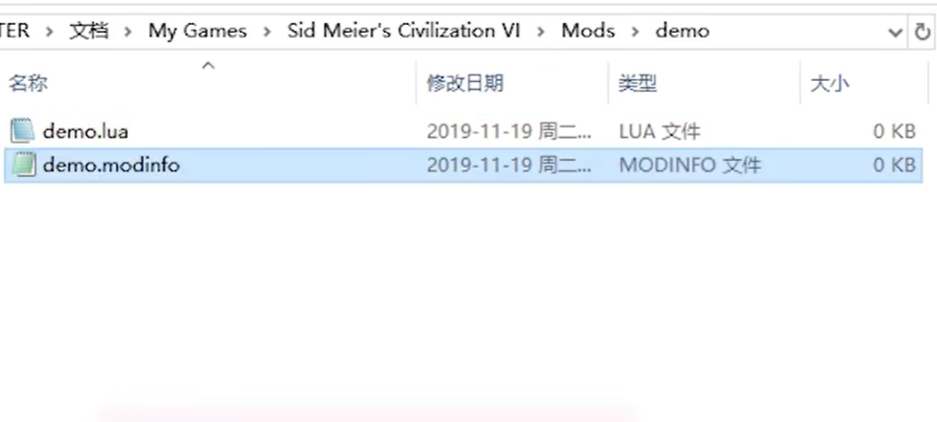 TER › 文档 › My Games › Sid Meier's Civilization VI › Mods › demo
名称 修改日期 类型 大小
demo.lua 2019-11-19 周二... LUA 文件 0 KB
demo.modinfo 2019-11-19 周二... MODINFO 文件 0 KB